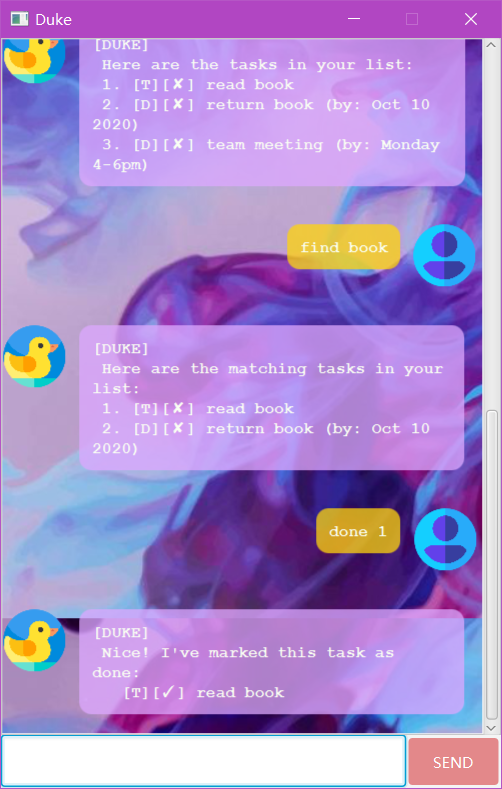 Duke
[DUKE]
Here are the tasks in your list:
1. [T][✘] read book
2. [D][✘] return book (by: Oct 10
2020)
3. [D][✘] team meeting (by: Monday
4-6pm)
find book
[DUKE]
Here are the matching tasks in your
list:
1. [T][✘] read book
2. [D][✘] return book (by: Oct 10
2020)
done 1
[DUKE]
Nice! I've marked this task as
done:
[T][✓] read book
SEND